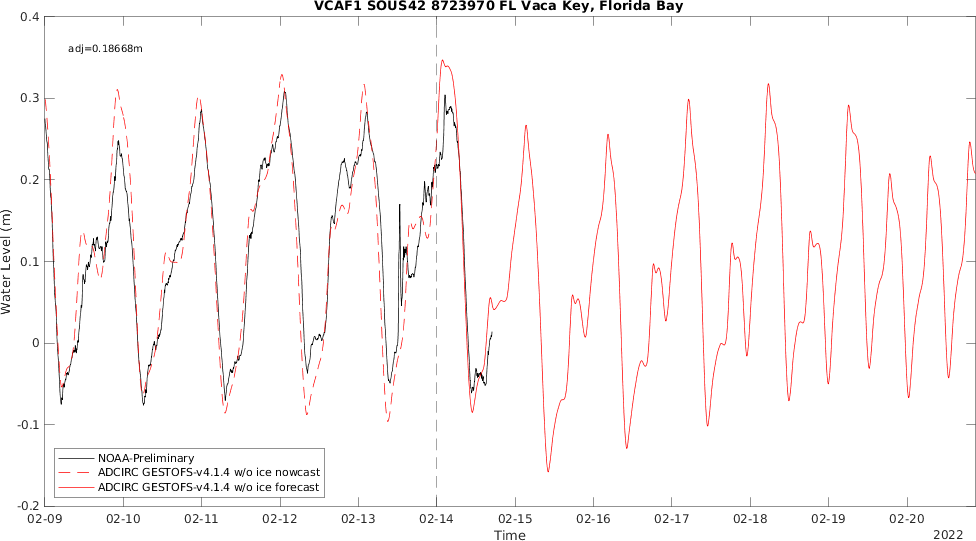 VCAF1 SOUS42 8723970 FL Vaca Key, Florida Bay
adj=0.18668m
0.4
0.3
0.2
0.1
0
-0.1
-0.2
Water Level (m)
NOAA-Preliminary
ADCIRC GESTOFS-v4.1.4 w/o ice nowcast
ADCIRC GESTOFS-v4.1.4 w/o ice forecast
02-09 02-10 02-11 02-12 02-13 02-14 02-15 02-16 02-17 02-18 02-19 02-20
Time
2022